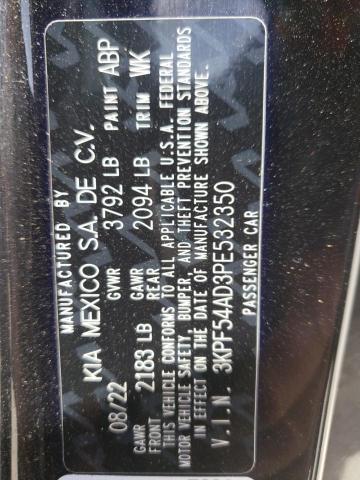 MANUFACTURED BY
KIA MEXICO S.A. DE C.V.
08/22 GVWR 3792 LB PAINT ABP
GAWR FRONT 2183 LB GAWR REAR 2094 LB TRIM WK
THIS VEHICLE CONFORMS TO ALL APPLICABLE U.S.A. FEDERAL
MOTOR VEHICLE SAFETY, BUMPER, AND THEFT PREVENTION STANDARDS
IN EFFECT ON THE DATE OF MANUFACTURE SHOWN ABOVE.
V.I.N. 3KPF54AD3PE532350
PASSENGER CAR